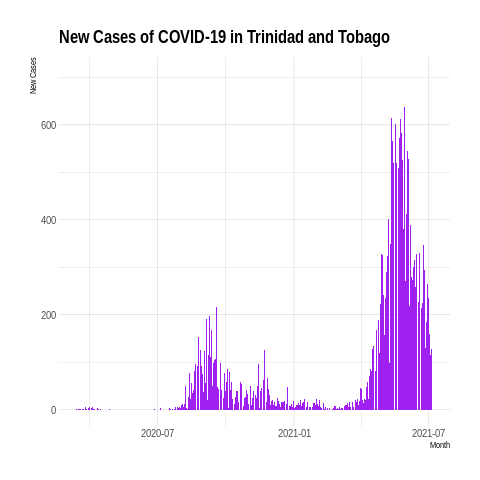 New Cases of COVID-19 in Trinidad and Tobago
New Cases
600
400
200
0
2020-07
2021-01
2021-07
Month